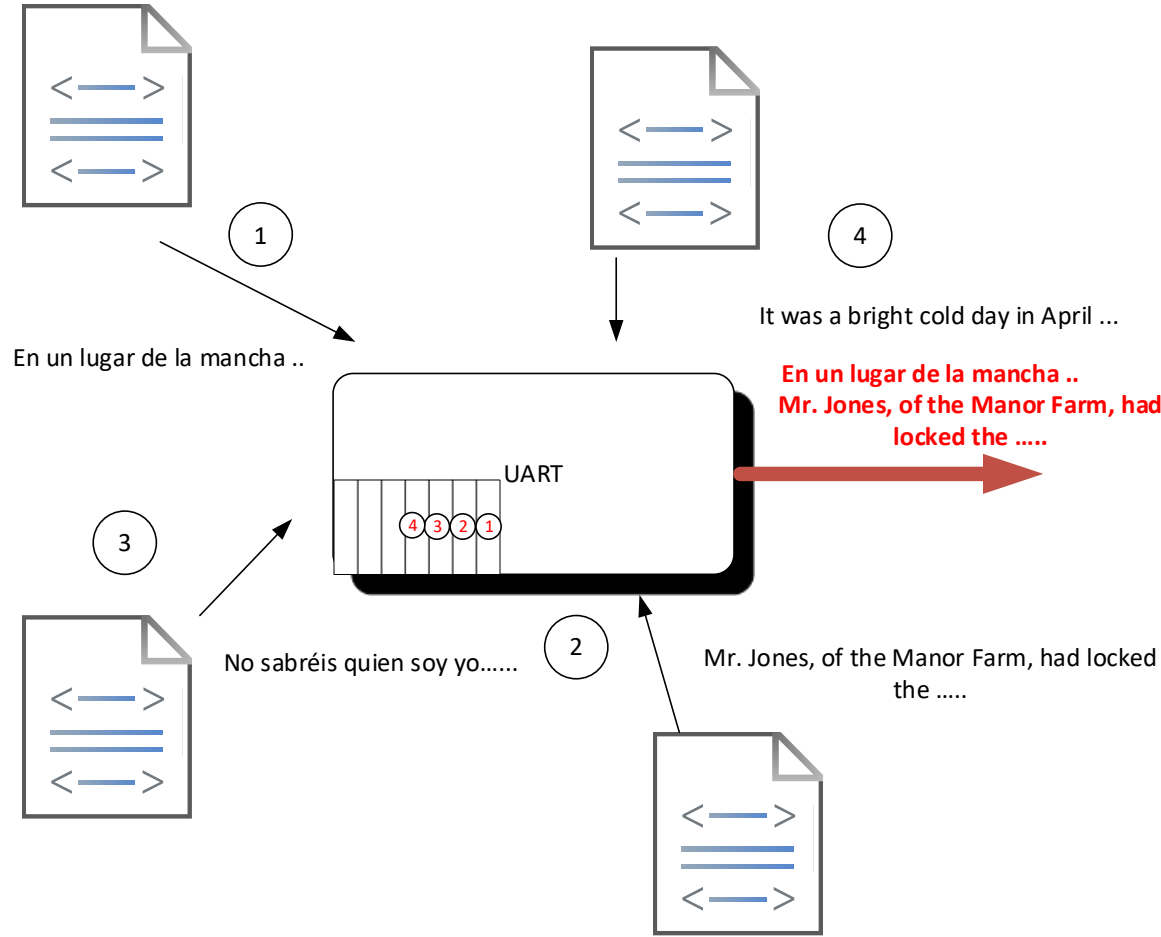 1
4
It was a bright cold day in April ...
En un lugar de la mancha ..
En un lugar de la mancha ..
Mr. Jones, of the Manor Farm, had
locked the .....
UART
4 3 2 1
3
2
No sabréis quien soy yo......
Mr. Jones, of the Manor Farm, had locked
the .....